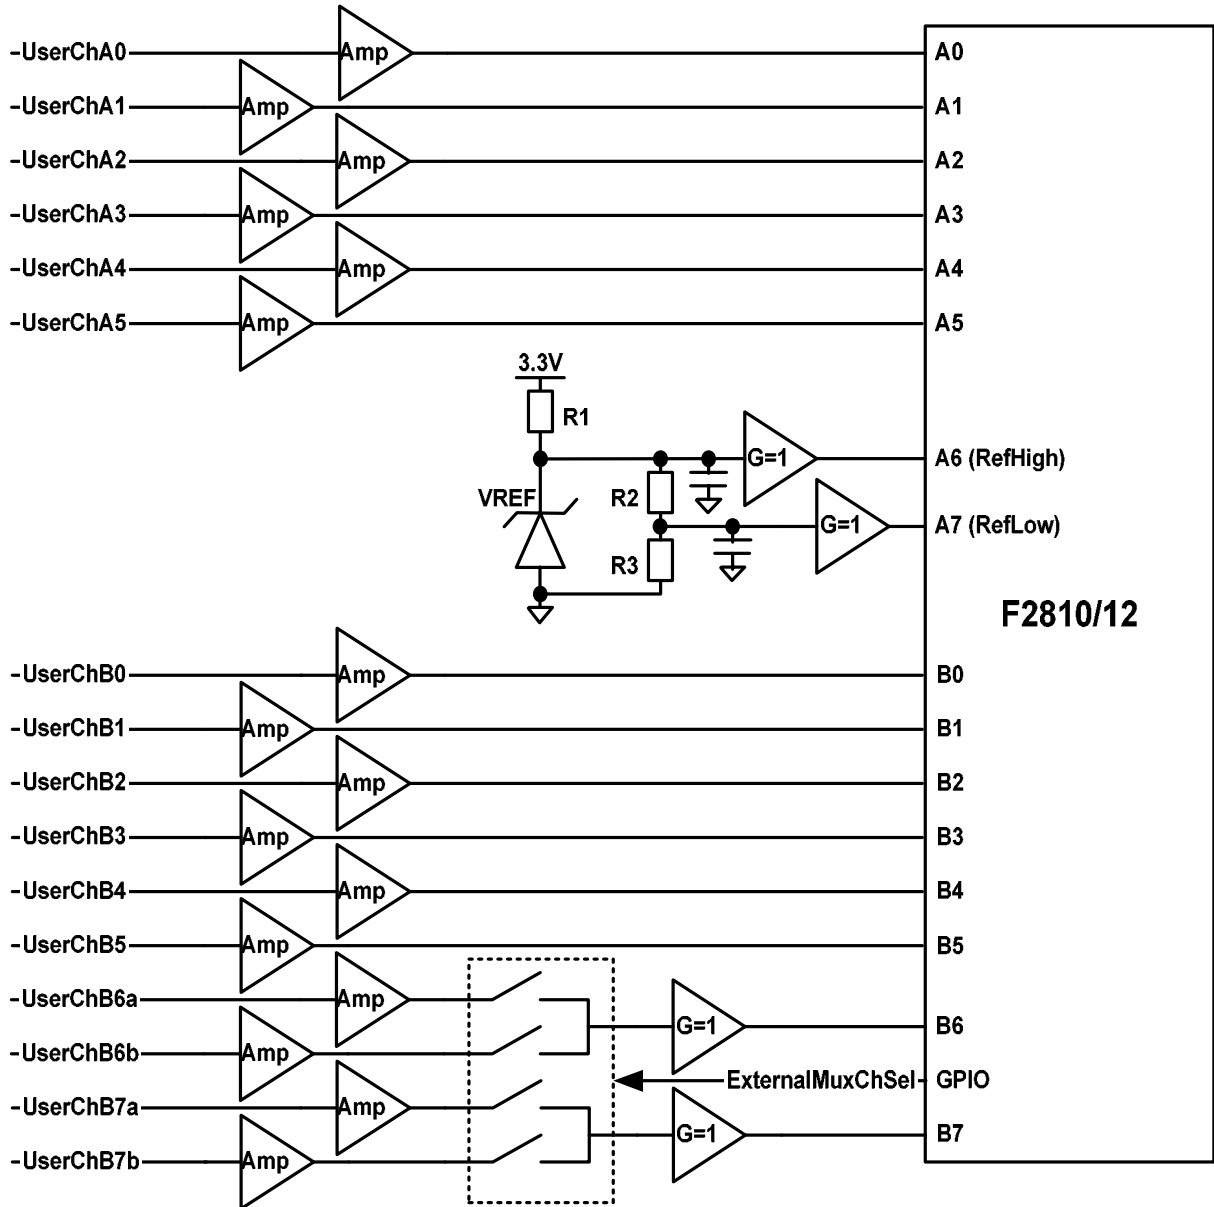 -UserChA0 Amp A0
-UserChA1 Amp A1
-UserChA2 Amp A2
-UserChA3 Amp A3
-UserChA4 Amp A4
-UserChA5 Amp A5
3.3V
R1
G=1 A6 (RefHigh)
VREF R2
G=1 A7 (RefLow)
R3
F2810/12
-UserChB0 Amp B0
-UserChB1 Amp B1
-UserChB2 Amp B2
-UserChB3 Amp B3
-UserChB4 Amp B4
-UserChB5 Amp B5
-UserChB6a Amp
G=1 B6
-UserChB6b Amp
ExternalMuxChSel GPIO
-UserChB7a Amp
G=1 B7
-UserChB7b Amp